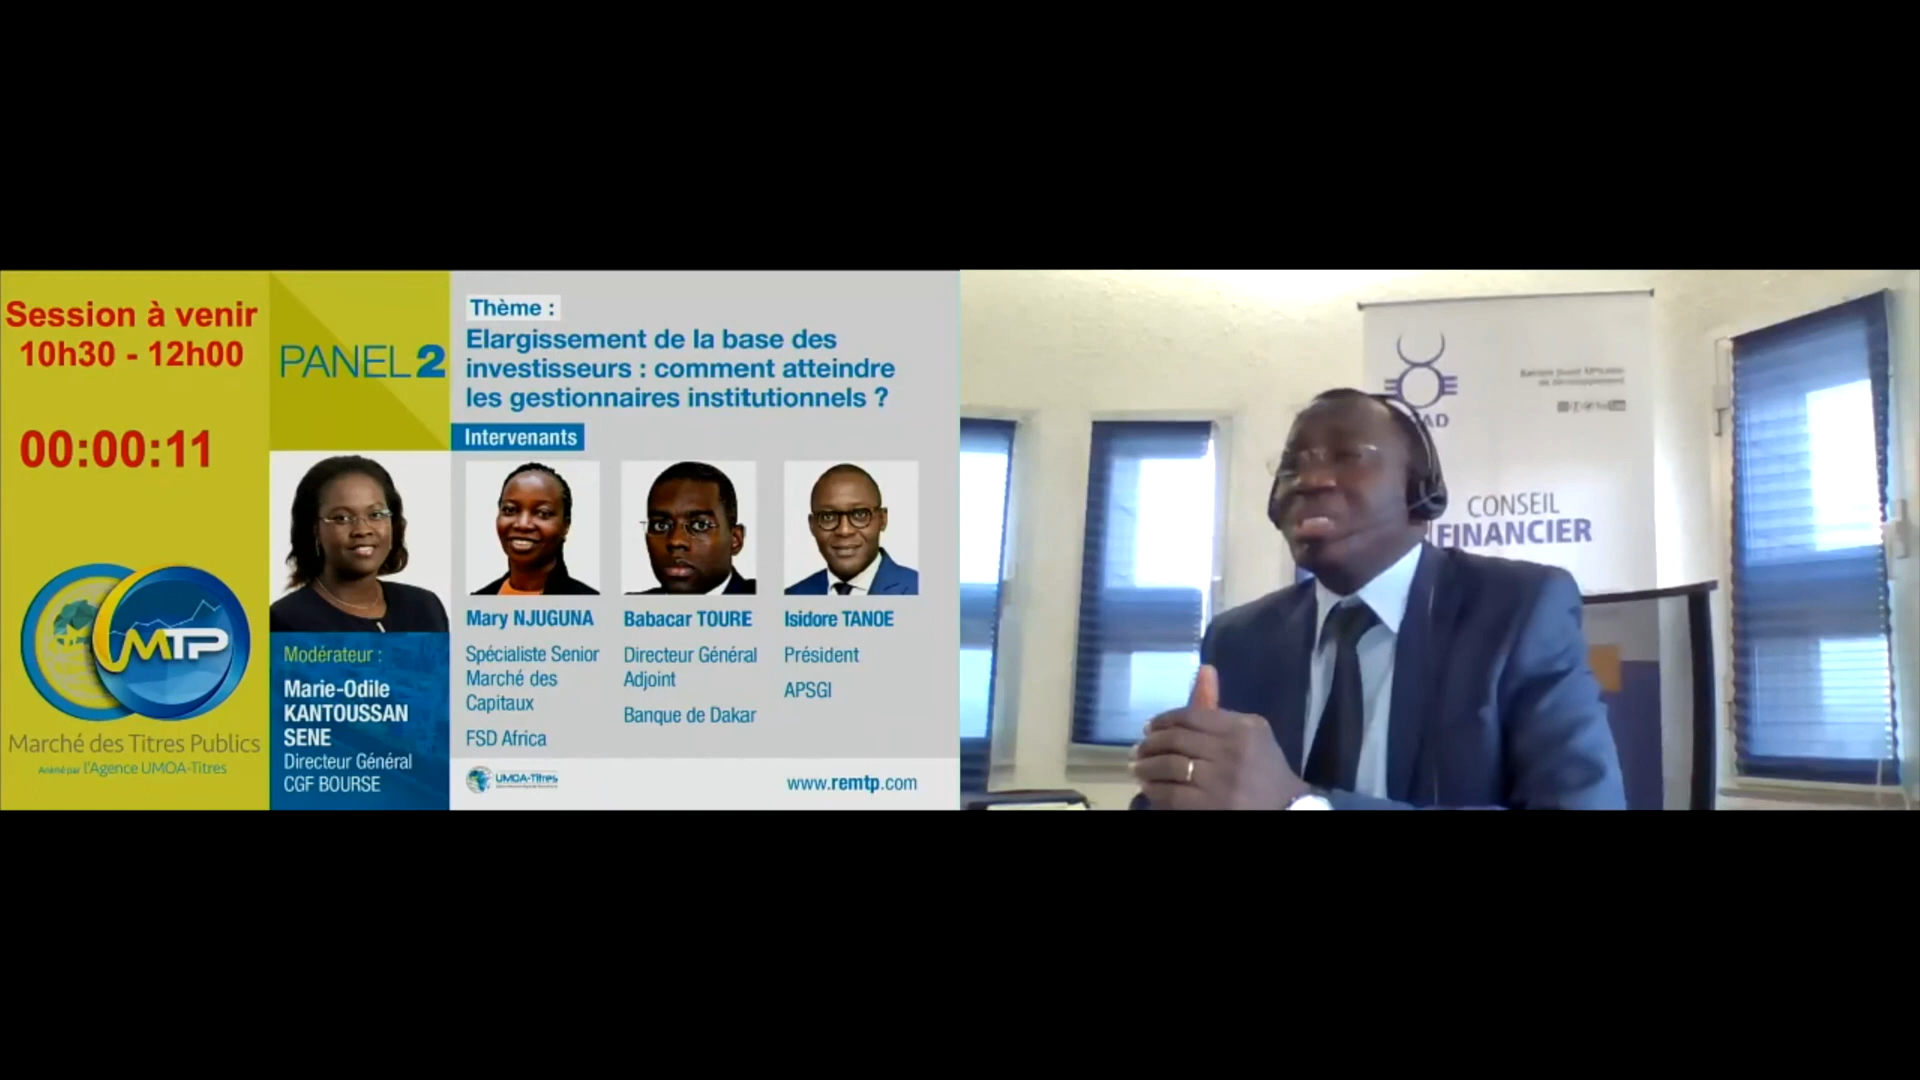 Session à venir
10h30 - 12h00
00:00:11
MTP
Marché des Titres Publics
Animé par l'Agence UMOA-Titres
PANEL 2
Thème :
Elargissement de la base des
investisseurs : comment atteindre
les gestionnaires institutionnels ?
Intervenants
Modérateur :
Marie-Odile
KANTOUSSAN
SENE
Directeur Général
CGF BOURSE
Mary NJUGUNA
Spécialiste Senior
Marché des
Capitaux
FSD Africa
Babacar TOURE
Directeur Général
Adjoint
Banque de Dakar
Isidore TANOE
Président
APSGI
UMOA-Titres
www.remtp.com
AD
CONSEIL
FINANCIER